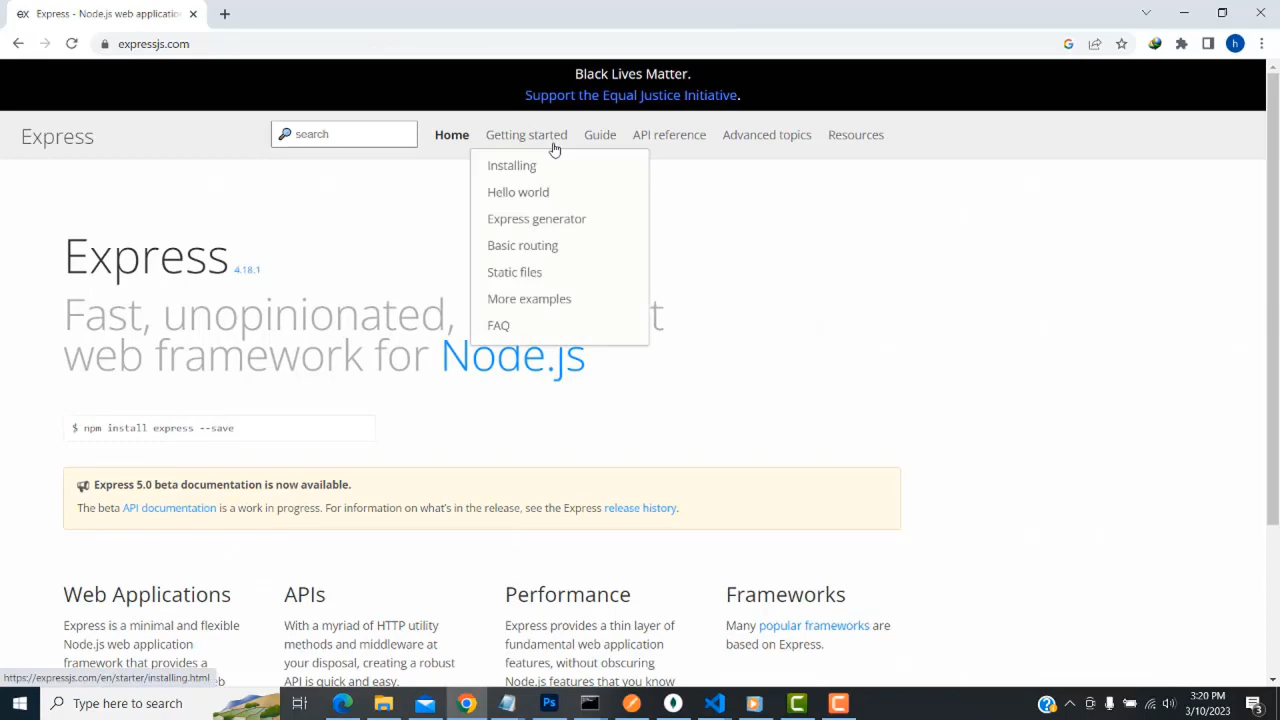 Express - Node.js web application
expressjs.com
h
Black Lives Matter.
Support the Equal Justice Initiative.
Express
search
Home
Getting started
Guide
API reference
Advanced topics
Resources
Installing
Hello world
Express generator
Basic routing
Static files
More examples
FAQ
Express 4.18.1
Fast, unopinionated, t
web framework for Node.js
$ npm install express --save
Express 5.0 beta documentation is now available.
The beta API documentation is a work in progress. For information on what's in the release, see the Express release history.
Web Applications
Express is a minimal and flexible
Node.js web application
framework that provides a
APIs
With a myriad of HTTP utility
methods and middleware at
your disposal, creating a robust
API is quick and easy.
Performance
Express provides a thin layer of
fundamental web application
features, without obscuring
Node.js features that you know
Frameworks
Many popular frameworks are
based on Express.
https://expressjs.com/en/starter/installing.html
Type here to search
Ps
3:20 PM
3/10/2023
3